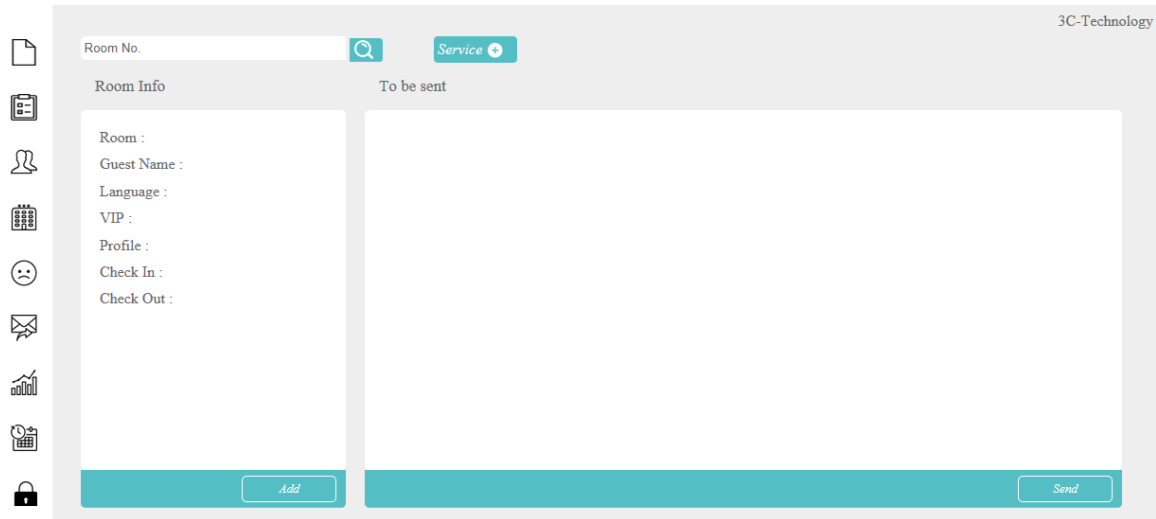 3C-Technology
Room No.
Service
Room Info
To be sent
Room :
Guest Name :
Language :
VIP :
Profile :
Check In :
Check Out :
Add
Send